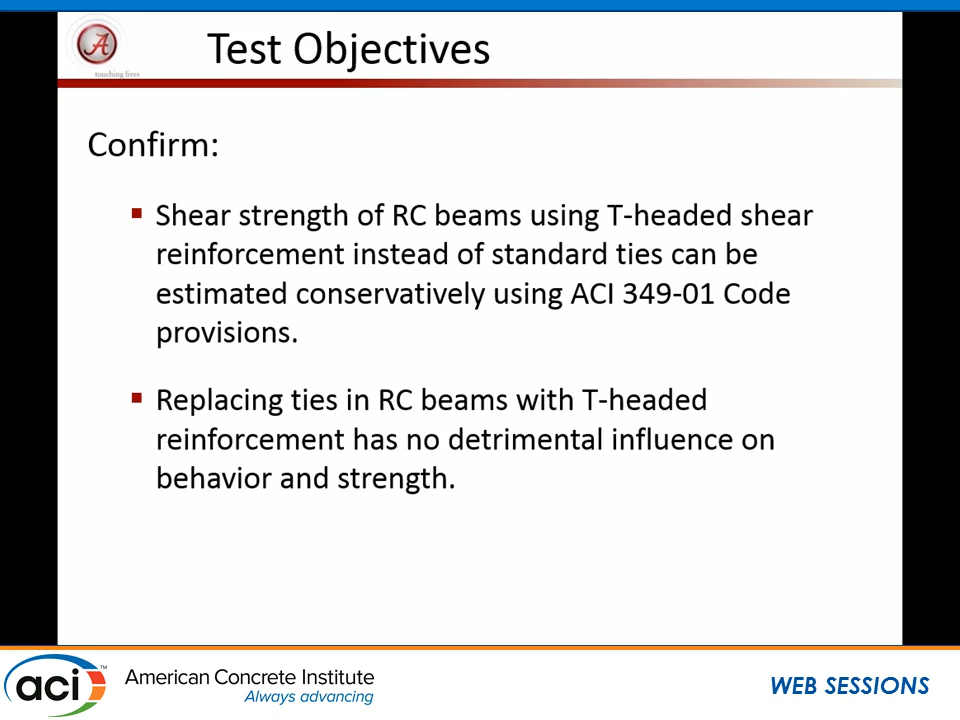 A
touching lives
Test Objectives
Confirm:
▪ Shear strength of RC beams using T-headed shear
reinforcement instead of standard ties can be
estimated conservatively using ACI 349-01 Code
provisions.
▪ Replacing ties in RC beams with T-headed
reinforcement has no detrimental influence on
behavior and strength.
aci™
American Concrete Institute
Always advancing
WEB SESSIONS